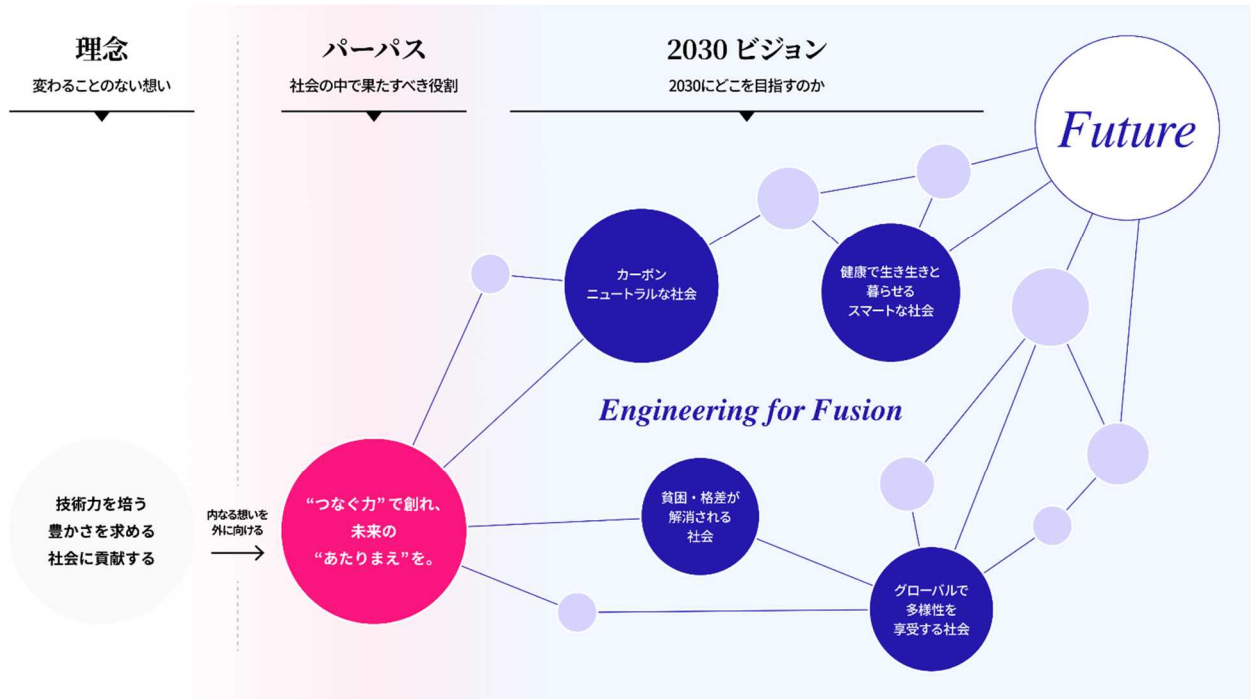 理念
変わることのない想い
パーパス
社会の中で果たすべき役割
2030 ビジョン
2030にどこを目指すのか
Future
カーボン
ニュートラルな社会
健康で生き生きと
暮らせる
スマートな社会
Engineering for Fusion
技術力を培う
豊かさを求める
社会に貢献する
内なる想いを
外に向ける
“つなぐ力” で創れ、
未来の
“あたりまえ”を。
貧困・格差が
解消される
社会
グローバルで
多様性を
享受する社会